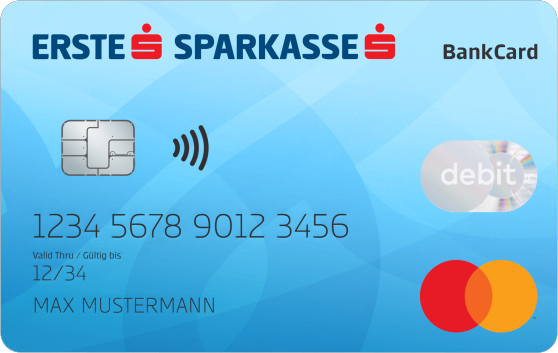 ERSTE SPARKASSE
BankCard
debit
1234 5678 9012 3456
Valid Thru / Gültig bis
12/34
MAX MUSTERMANN